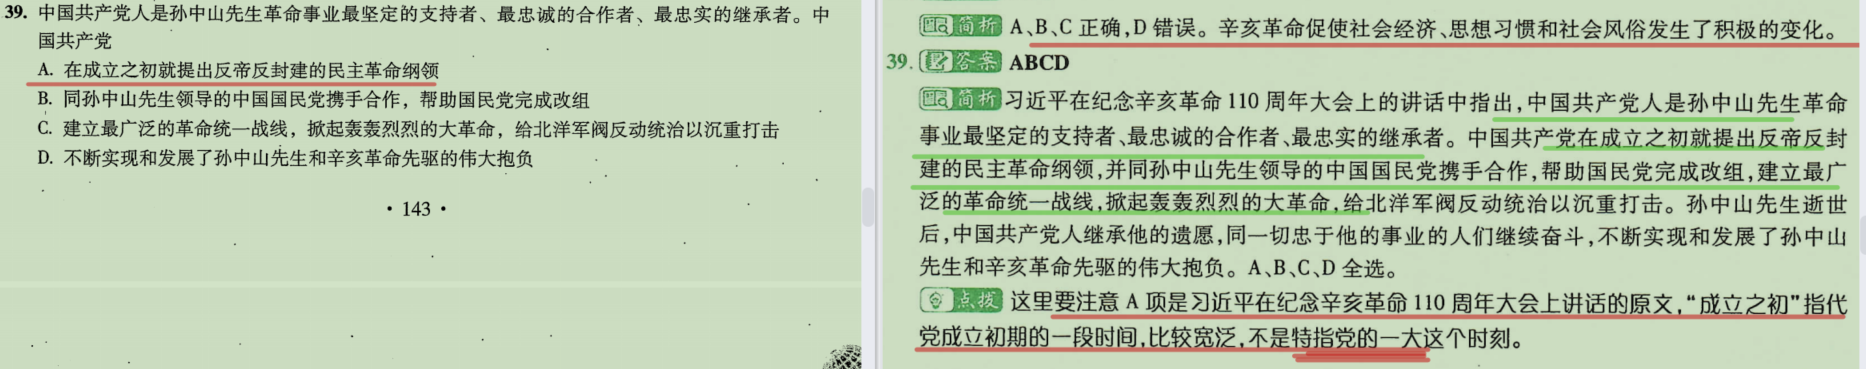 39. 中国共产党人是孙中山先生革命事业最坚定的支持者、最忠诚的合作者、最忠实的继承者。中
国共产党
A. 在成立之初就提出反帝反封建的民主革命纲领
B. 同孙中山先生领导的中国国民党携手合作，帮助国民党完成改组
C. 建立最广泛的革命统一战线，掀起轰轰烈烈的大革命，给北洋军阀反动统治以沉重打击
D. 不断实现和发展了孙中山先生和辛亥革命先驱的伟大抱负
• 143 •
简析 A、B、C 正确，D 错误。辛亥革命促使社会经济、思想习惯和社会风俗发生了积极的变化。
39. 答案 ABCD
简析 习近平在纪念辛亥革命 110 周年大会上的讲话中指出，中国共产党人是孙中山先生革命
事业最坚定的支持者、最忠诚的合作者、最忠实的继承者。中国共产党在成立之初就提出反帝反封
建的民主革命纲领，并同孙中山先生领导的中国国民党携手合作，帮助国民党完成改组，建立最广
泛的革命统一战线，掀起轰轰烈烈的大革命，给北洋军阀反动统治以沉重打击。孙中山先生逝世
后，中国共产党人继承他的遗愿，同一切忠于他的事业的人们继续奋斗，不断实现和发展了孙中山
先生和辛亥革命先驱的伟大抱负。A、B、C、D 全选。
点拨 这里要注意 A 项是习近平在纪念辛亥革命 110 周年大会上讲话的原文，“成立之初”指代
党成立初期的一段时间，比较宽泛，不是特指党的一大这个时刻。